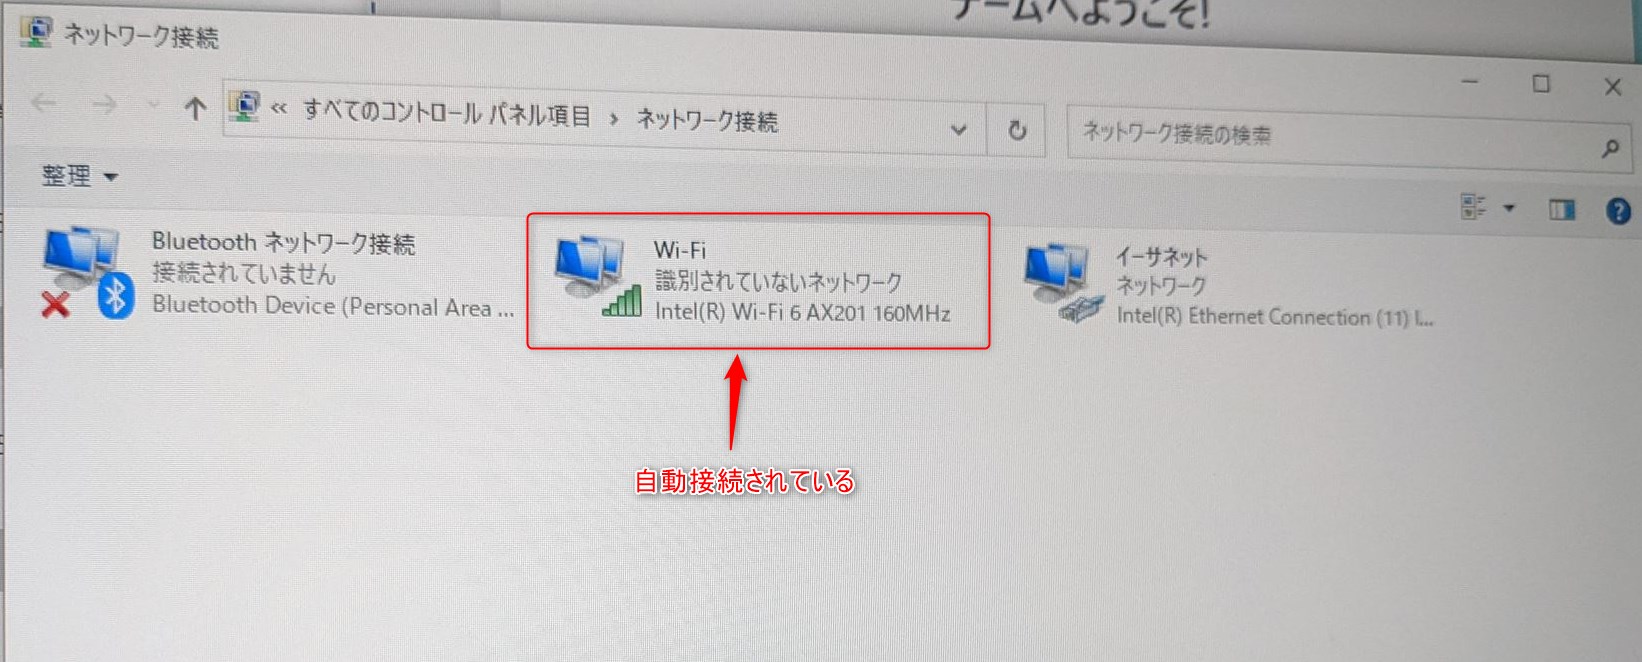 チームへようこそ!
ネットワーク接続
« すべてのコントロール パネル項目 › ネットワーク接続
ネットワーク接続の検索
整理
Bluetooth ネットワーク接続
接続されていません
Bluetooth Device (Personal Area ...
Wi-Fi
識別されていないネットワーク
Intel(R) Wi-Fi 6 AX201 160MHz
イーサネット
ネットワーク
Intel(R) Ethernet Connection (11) I...
自動接続されている